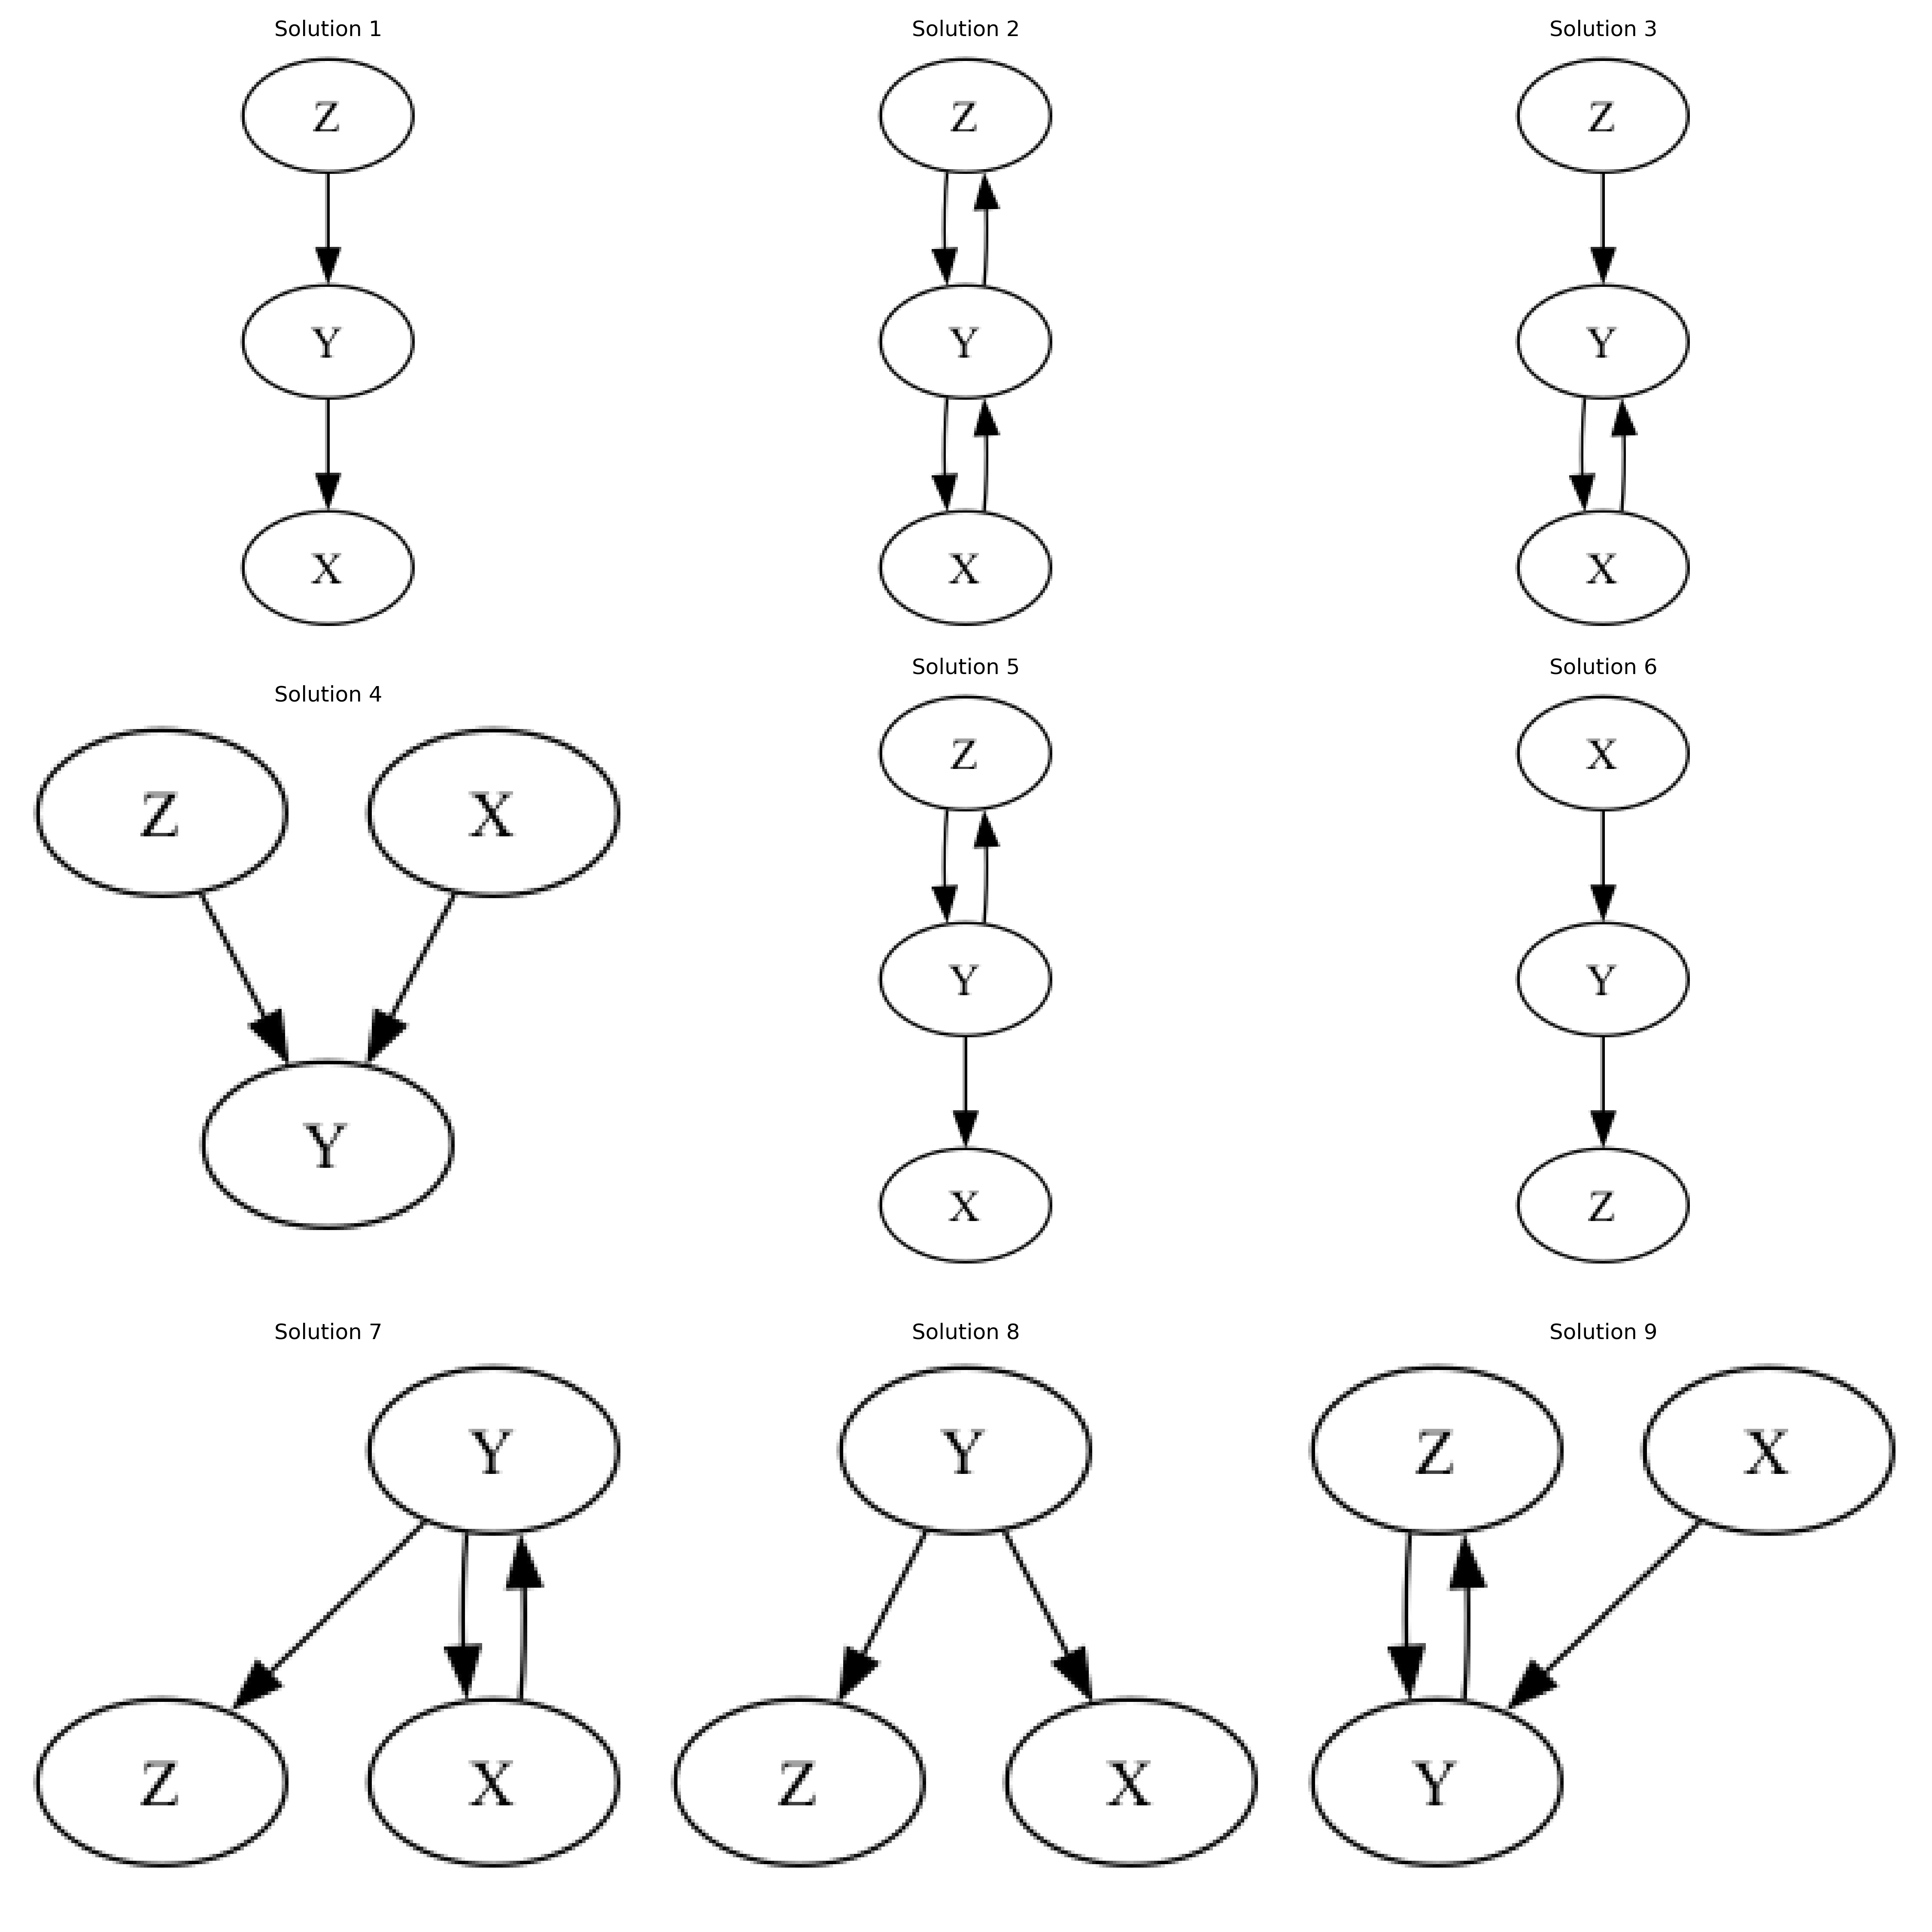 Solution 1
Z
Y
X
Solution 2
Z
Y
X
Solution 3
Z
Y
X
Solution 4
Z X
Y
Solution 5
Z
Y
X
Solution 6
X
Y
Z
Solution 7
Y
Z X
Solution 8
Y
Z X
Solution 9
Z X
Y